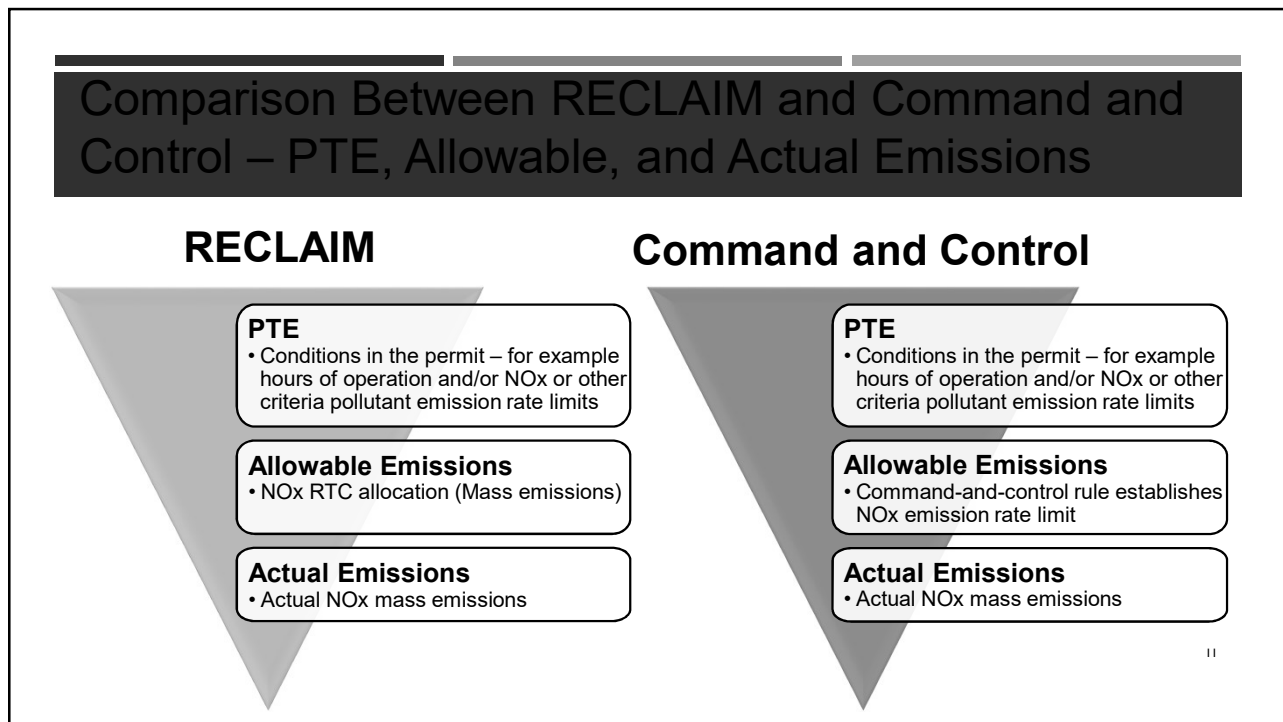 Comparison Between RECLAIM and Command and
Control – PTE, Allowable, and Actual Emissions
RECLAIM
PTE
• Conditions in the permit – for example
hours of operation and/or NOx or other
criteria pollutant emission rate limits
Allowable Emissions
• NOx RTC allocation (Mass emissions)
Actual Emissions
• Actual NOx mass emissions
Command and Control
PTE
• Conditions in the permit – for example
hours of operation and/or NOx or other
criteria pollutant emission rate limits
Allowable Emissions
• Command-and-control rule establishes
NOx emission rate limit
Actual Emissions
• Actual NOx mass emissions